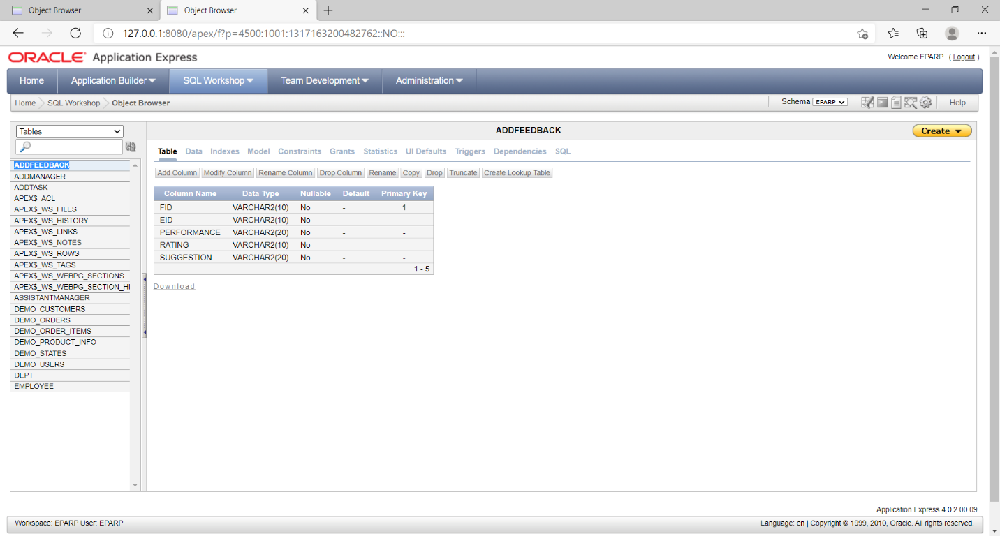 Object Browser
Object Browser
127.0.0.1:8080/apex/f?p=4500:1001:1317163200482762::NO:::
ORACLE Application Express
Welcome EPARP ( Logout )
Home Application Builder SQL Workshop Team Development Administration
Home SQL Workshop Object Browser
Schema EPARP Help
Tables
ADDFEEDBACK
ADDMANAGER
ADDTASK
APEX$_ACL
APEX$_WS_FILES
APEX$_WS_HISTORY
APEX$_WS_LINKS
APEX$_WS_NOTES
APEX$_WS_ROWS
APEX$_WS_TAGS
APEX$_WS_WEBPG_SECTIONS
APEX$_WS_WEBPG_SECTION_HI
ASSISTANTMANAGER
DEMO_CUSTOMERS
DEMO_ORDERS
DEMO_ORDER_ITEMS
DEMO_PRODUCT_INFO
DEMO_STATES
DEMO_USERS
DEPT
EMPLOYEE
ADDFEEDBACK
Create
Table Data Indexes Model Constraints Grants Statistics UI Defaults Triggers Dependencies SQL
Add Column Modify Column Rename Column Drop Column Rename Copy Drop Truncate Create Lookup Table
Column Name Data Type Nullable Default Primary Key
FID VARCHAR2(10) No - 1
EID VARCHAR2(10) No - -
PERFORMANCE VARCHAR2(20) No - -
RATING VARCHAR2(10) No - -
SUGGESTION VARCHAR2(20) No - -
1 - 5
Download
Application Express 4.0.2.00.09
Workspace: EPARP User: EPARP
Language: en | Copyright © 1999, 2010, Oracle. All rights reserved.